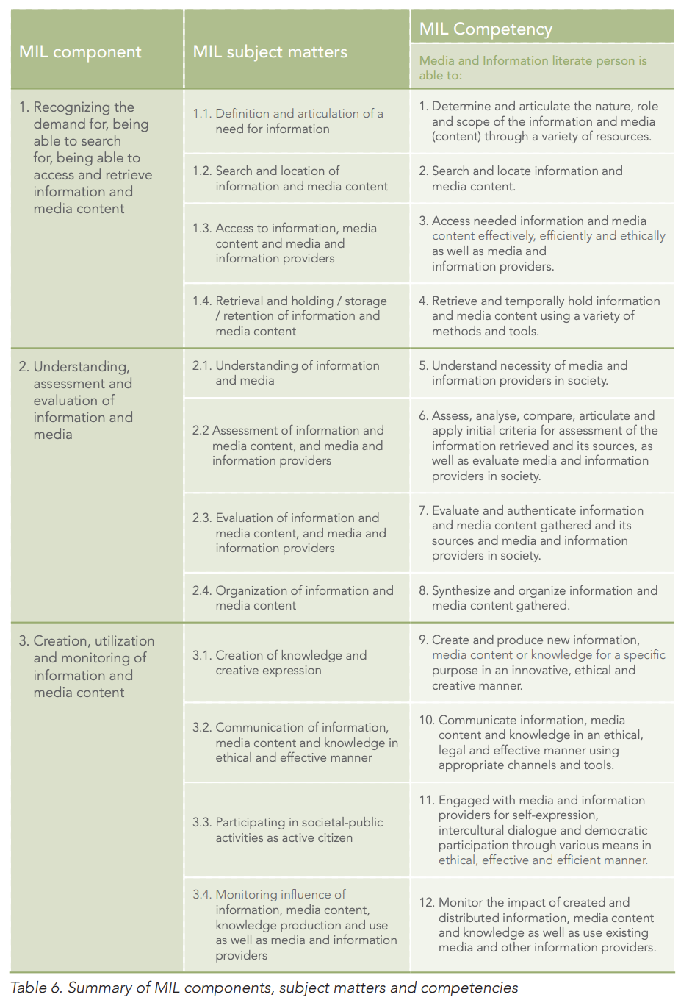 MIL component
MIL subject matters
MIL Competency
Media and Information literate person is
able to:
1. Recognizing the
demand for, being
able to search
for, being able to
access and retrieve
information and
media content
1.1. Definition and articulation of a
need for information
1. Determine and articulate the nature, role
and scope of the information and media
(content) through a variety of resources.
1.2. Search and location of
information and media content
2. Search and locate information and
media content.
1.3. Access to information, media
content and media and
information providers
3. Access needed information and media
content effectively, efficiently and ethically
as well as media and
information providers.
1.4. Retrieval and holding / storage
/ retention of information and
media content
4. Retrieve and temporally hold information
and media content using a variety of
methods and tools.
2. Understanding,
assessment and
evaluation of
information and
media
2.1. Understanding of information
and media
5. Understand necessity of media and
information providers in society.
2.2 Assessment of information and
media content, and media and
information providers
6. Assess, analyse, compare, articulate and
apply initial criteria for assessment of the
information retrieved and its sources, as
well as evaluate media and information
providers in society.
2.3. Evaluation of information and
media content, and media and
information providers
7. Evaluate and authenticate information
and media content gathered and its
sources and media and information
providers in society.
2.4. Organization of information and
media content
8. Synthesize and organize information and
media content gathered.
3. Creation, utilization
and monitoring of
information and
media content
3.1. Creation of knowledge and
creative expression
9. Create and produce new information,
media content or knowledge for a specific
purpose in an innovative, ethical and
creative manner.
3.2. Communication of information,
media content and knowledge in
ethical and effective manner
10. Communicate information, media
content and knowledge in an ethical,
legal and effective manner using
appropriate channels and tools.
3.3. Participating in societal-public
activities as active citizen
11. Engaged with media and information
providers for self-expression,
intercultural dialogue and democratic
participation through various means in
ethical, effective and efficient manner.
3.4. Monitoring influence of
information, media content,
knowledge production and use
as well as media and information
providers
12. Monitor the impact of created and
distributed information, media content
and knowledge as well as use existing
media and other information providers.
Table 6. Summary of MIL components, subject matters and competencies